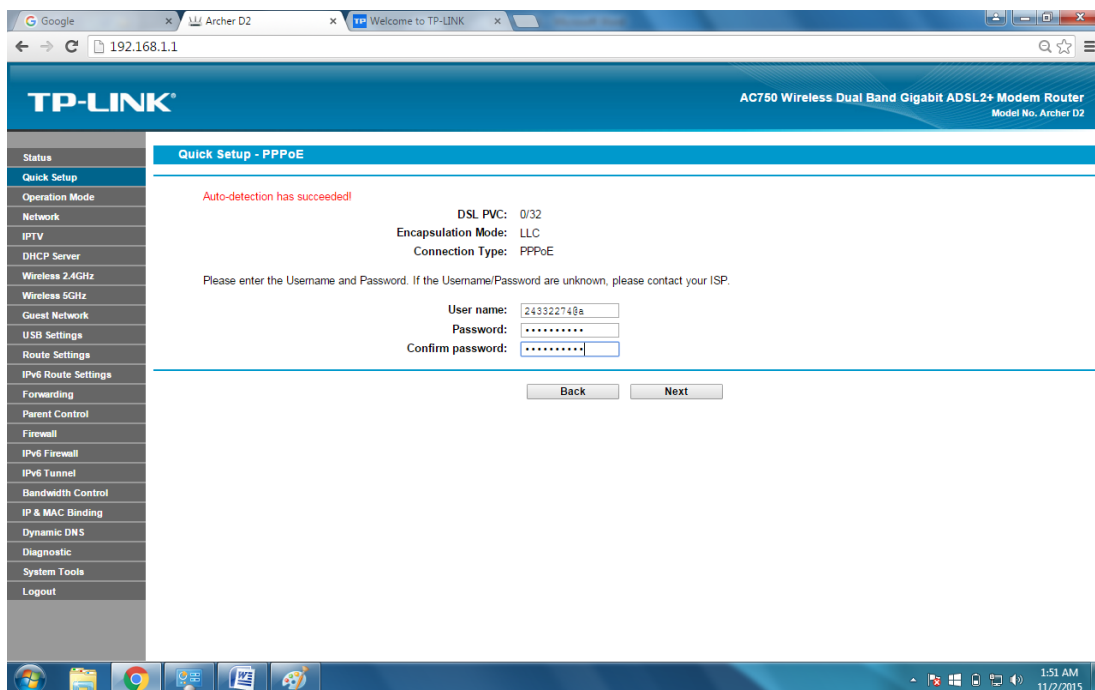 Google
Archer D2
Welcome to TP-LINK
192.168.1.1
TP-LINK®
AC750 Wireless Dual Band Gigabit ADSL2+ Modem Router
Model No. Archer D2
Status
Quick Setup
Operation Mode
Network
IPTV
DHCP Server
Wireless 2.4GHz
Wireless 5GHz
Guest Network
USB Settings
Route Settings
IPv6 Route Settings
Forwarding
Parent Control
Firewall
IPv6 Firewall
IPv6 Tunnel
Bandwidth Control
IP & MAC Binding
Dynamic DNS
Diagnostic
System Tools
Logout
Quick Setup - PPPoE
Auto-detection has succeeded!
DSL PVC: 0/32
Encapsulation Mode: LLC
Connection Type: PPPoE
Please enter the Username and Password. If the Username/Password are unknown, please contact your ISP.
User name: 24332274@a
Password: ••••••••••
Confirm password: ••••••••••
Back Next
1:51 AM
11/2/2015